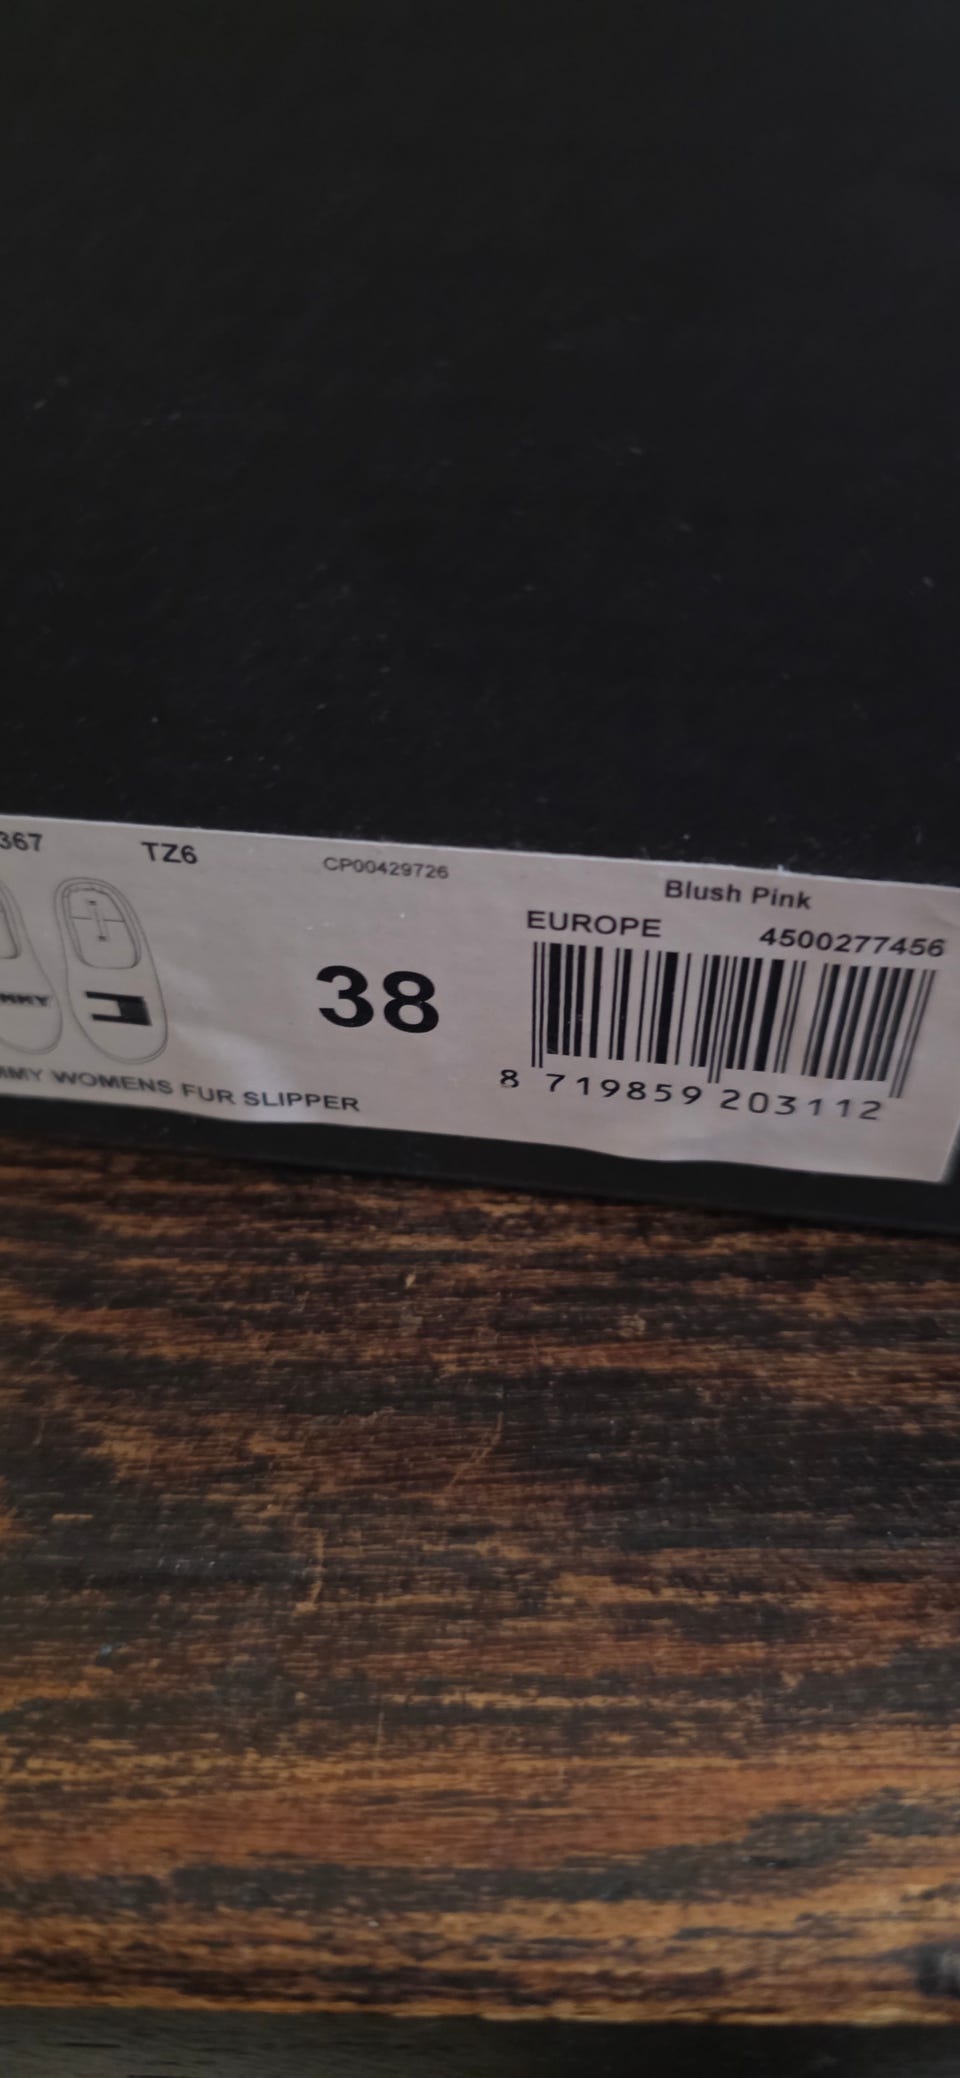 367 TZ6 CP00429726 Blush Pink
EUROPE 4500277456
38
8 719859 203112
WOMENS FUR SLIPPER